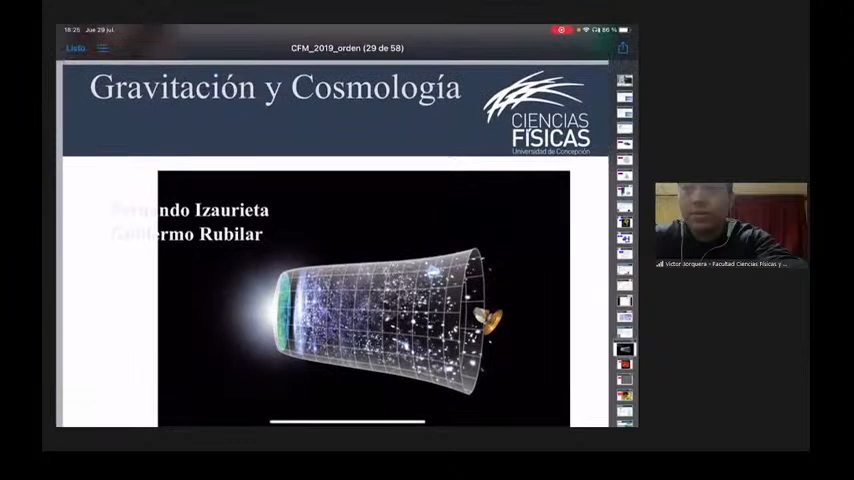 18:25 Jue 29 jul.
86 %
Listo
CFM_2019_orden (29 de 58)
Gravitación y Cosmología
CIENCIAS
FÍSICAS
Universidad de Concepción
Fernando Izaurieta
Guillermo Rubilar
Víctor Jorquera - Facultad Ciencias Físicas y ...